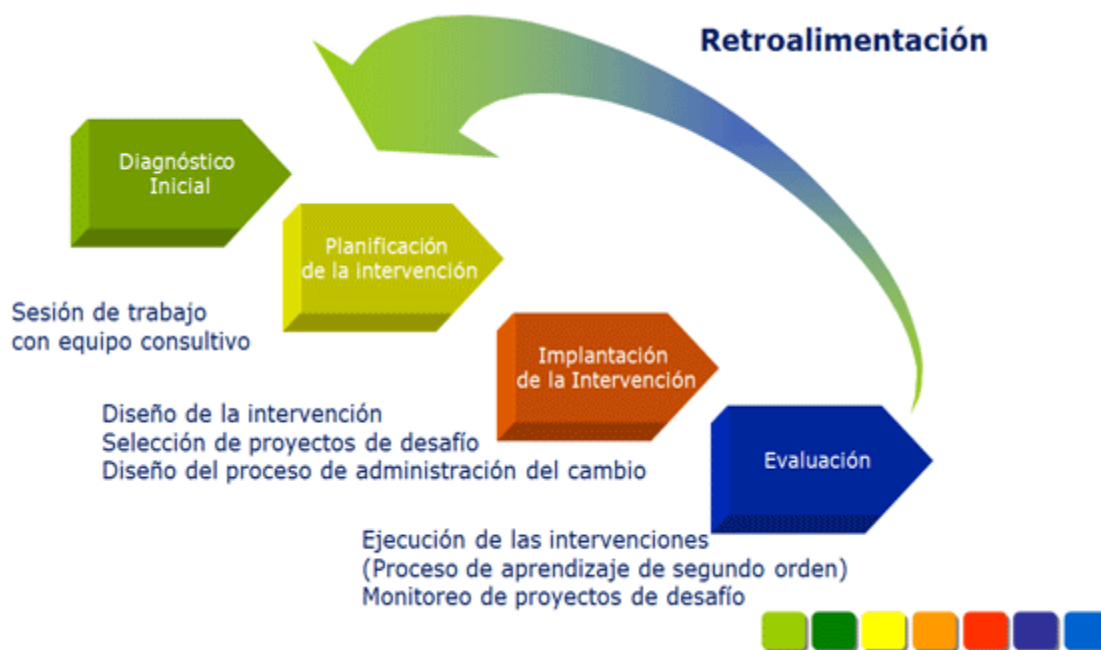 Retroalimentación
Diagnóstico
Inicial
Planificación
de la intervención
Sesión de trabajo
con equipo consultivo
Implantación
de la Intervención
Diseño de la intervención
Selección de proyectos de desafío
Diseño del proceso de administración del cambio
Evaluación
Ejecución de las intervenciones
(Proceso de aprendizaje de segundo orden)
Monitoreo de proyectos de desafío